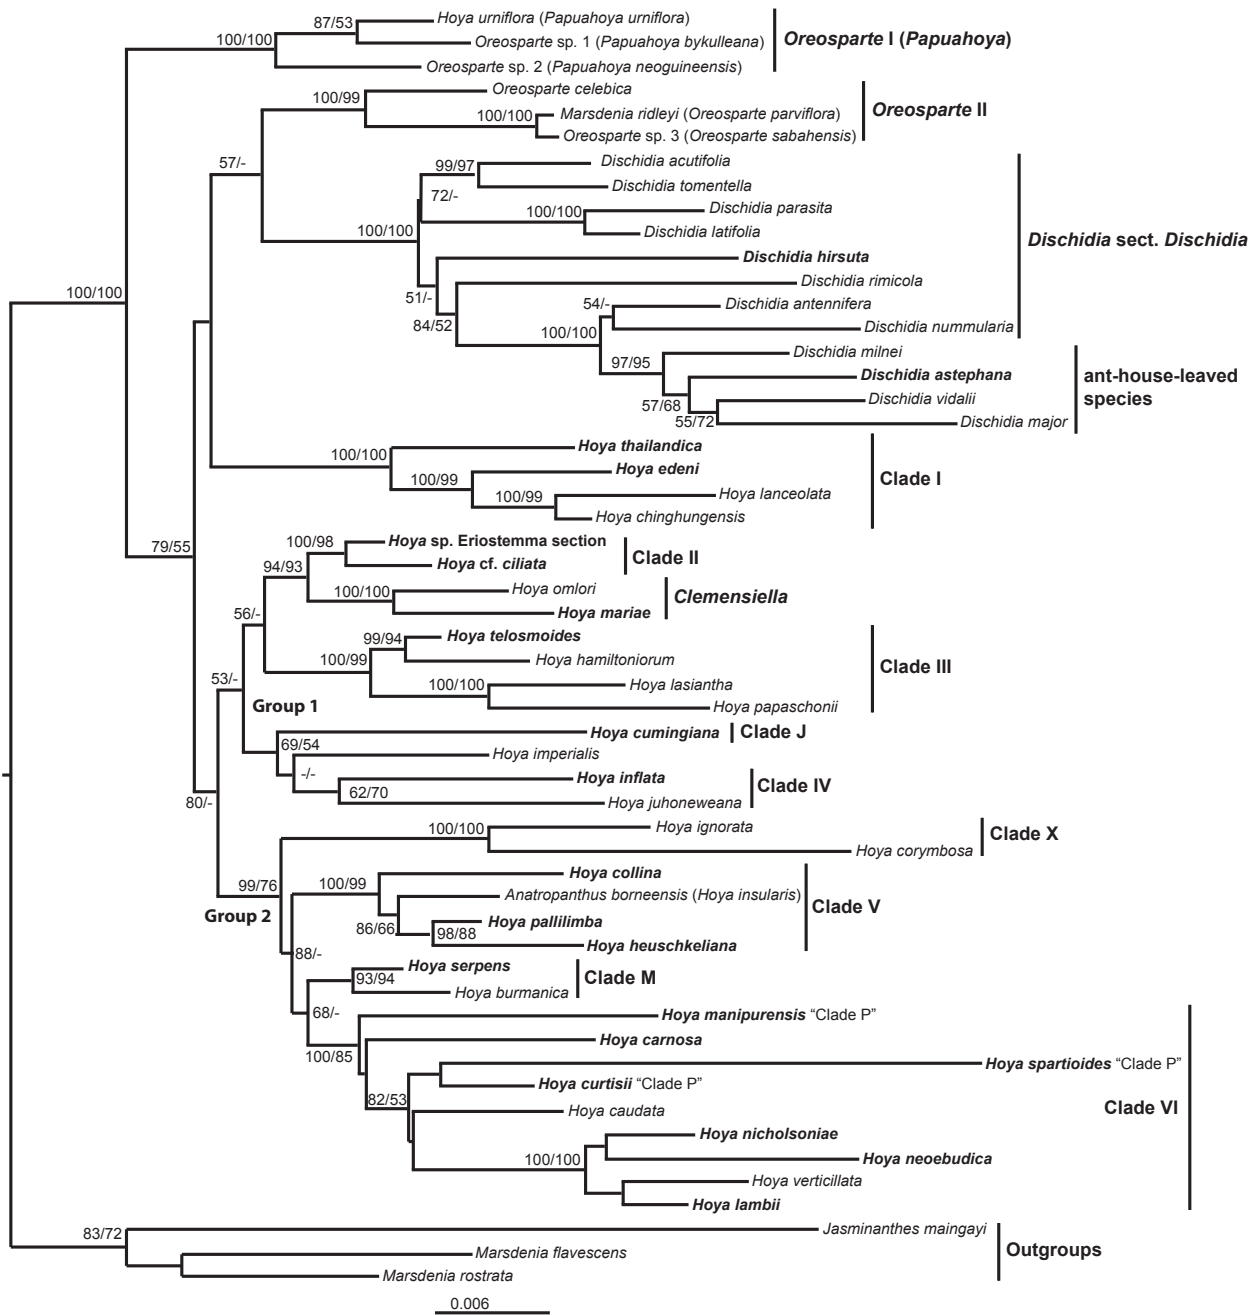 87/53
Hoya urniflora (Papuahoya urniflora)
100/100
Oreosparte sp. 1 (Papuahoya bykulleana)
Oreosparte I (Papuahoya)
Oreosparte sp. 2 (Papuahoya neoguineensis)
Oreosparte celebica
100/99
Marsdenia ridleyi (Oreosparte parviflora)
100/100
Oreosparte II
Oreosparte sp. 3 (Oreosparte sabahensis)
57/-
Dischidia acutifolia
99/97
Dischidia tomentella
72/-
Dischidia parasita
100/100
Dischidia latifolia
100/100
Dischidia sect. Dischidia
Dischidia hirsuta
Dischidia rimicola
51/-
84/52
54/-
Dischidia antennifera
Dischidia nummularia
100/100
100/100
Dischidia milnei
97/95
Dischidia astephana
ant-house-leaved
species
57/68
Dischidia vidalii
55/72
Dischidia major
Hoya thailandica
100/100
Hoya edeni
100/99
Clade I
Hoya lanceolata
100/99
Hoya chinghungensis
79/55
Hoya sp. Eriostemma section
100/98
Clade II
Hoya cf. ciliata
94/93
Hoya omlori
100/100
Clemensiella
Hoya mariae
56/-
Hoya telosmoides
99/94
Hoya hamiltoniorum
100/99
Clade III
Hoya lasiantha
100/100
Hoya papaschonii
53/-
Group 1
Hoya cumingiana
Clade J
69/54
Hoya imperialis
-/-
Hoya inflata
Clade IV
62/70
Hoya juhoneweana
80/-
Hoya ignorata
100/100
Clade X
Hoya corymbosa
99/76
Hoya collina
100/99
Anatropanthus borneensis (Hoya insularis)
Clade V
Group 2
Hoya pallilimba
86/66
98/88
Hoya heuschkeliana
88/-
Hoya serpens
93/94
Clade M
Hoya burmanica
68/-
Hoya manipurensis “Clade P”
100/85
Hoya carnosa
Hoya spartioides “Clade P”
Hoya curtisii “Clade P”
82/53
Hoya caudata
Clade VI
Hoya nicholsoniae
100/100
Hoya neoebudica
Hoya verticillata
Hoya lambii
83/72
Jasminanthes maingayi
Marsdenia flavescens
Outgroups
Marsdenia rostrata
0.006